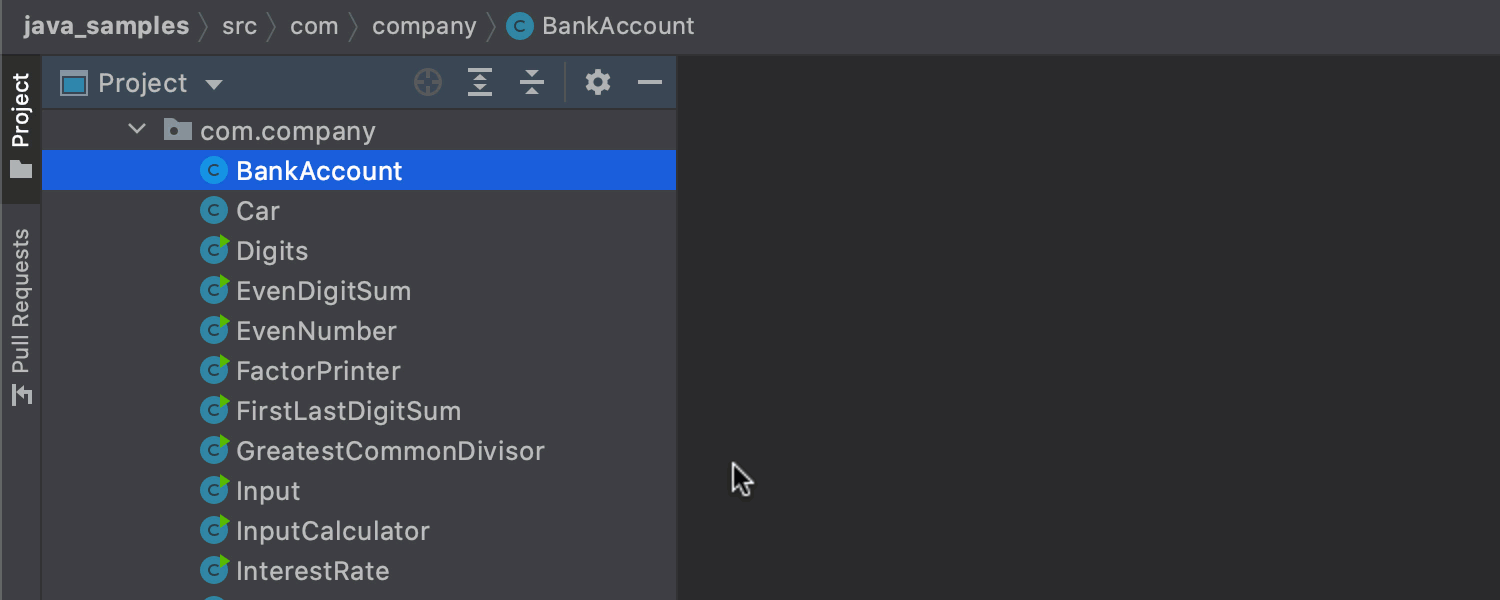 java_samples 〉 src 〉 com 〉 company 〉 C BankAccount
Project
Pull Requests
Project
com.company
C BankAccount
C Car
C Digits
C EvenDigitSum
C EvenNumber
C FactorPrinter
C FirstLastDigitSum
C GreatestCommonDivisor
C Input
C InputCalculator
C InterestRate